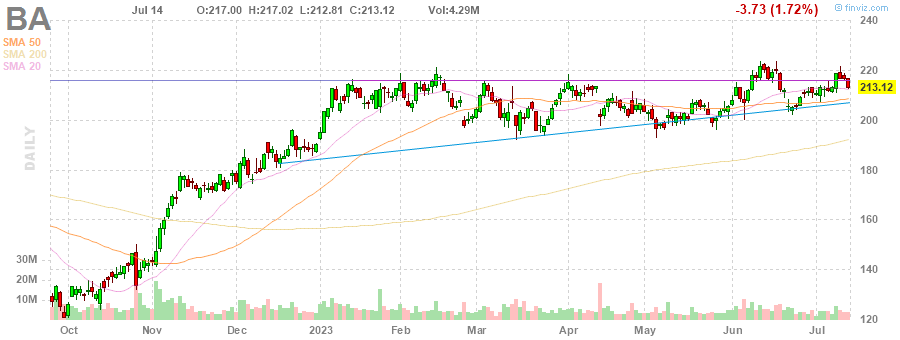 BA Jul 14 O:217.00 H:217.02 L:212.81 C:213.12 Vol:4.29M -3.73 (1.72%) © finviz.com
SMA 50
SMA 200
SMA 20
DAILY
240
220
213.12
200
180
160
140
120
30M
20M
10M
Oct Nov Dec 2023 Feb Mar Apr May Jun Jul